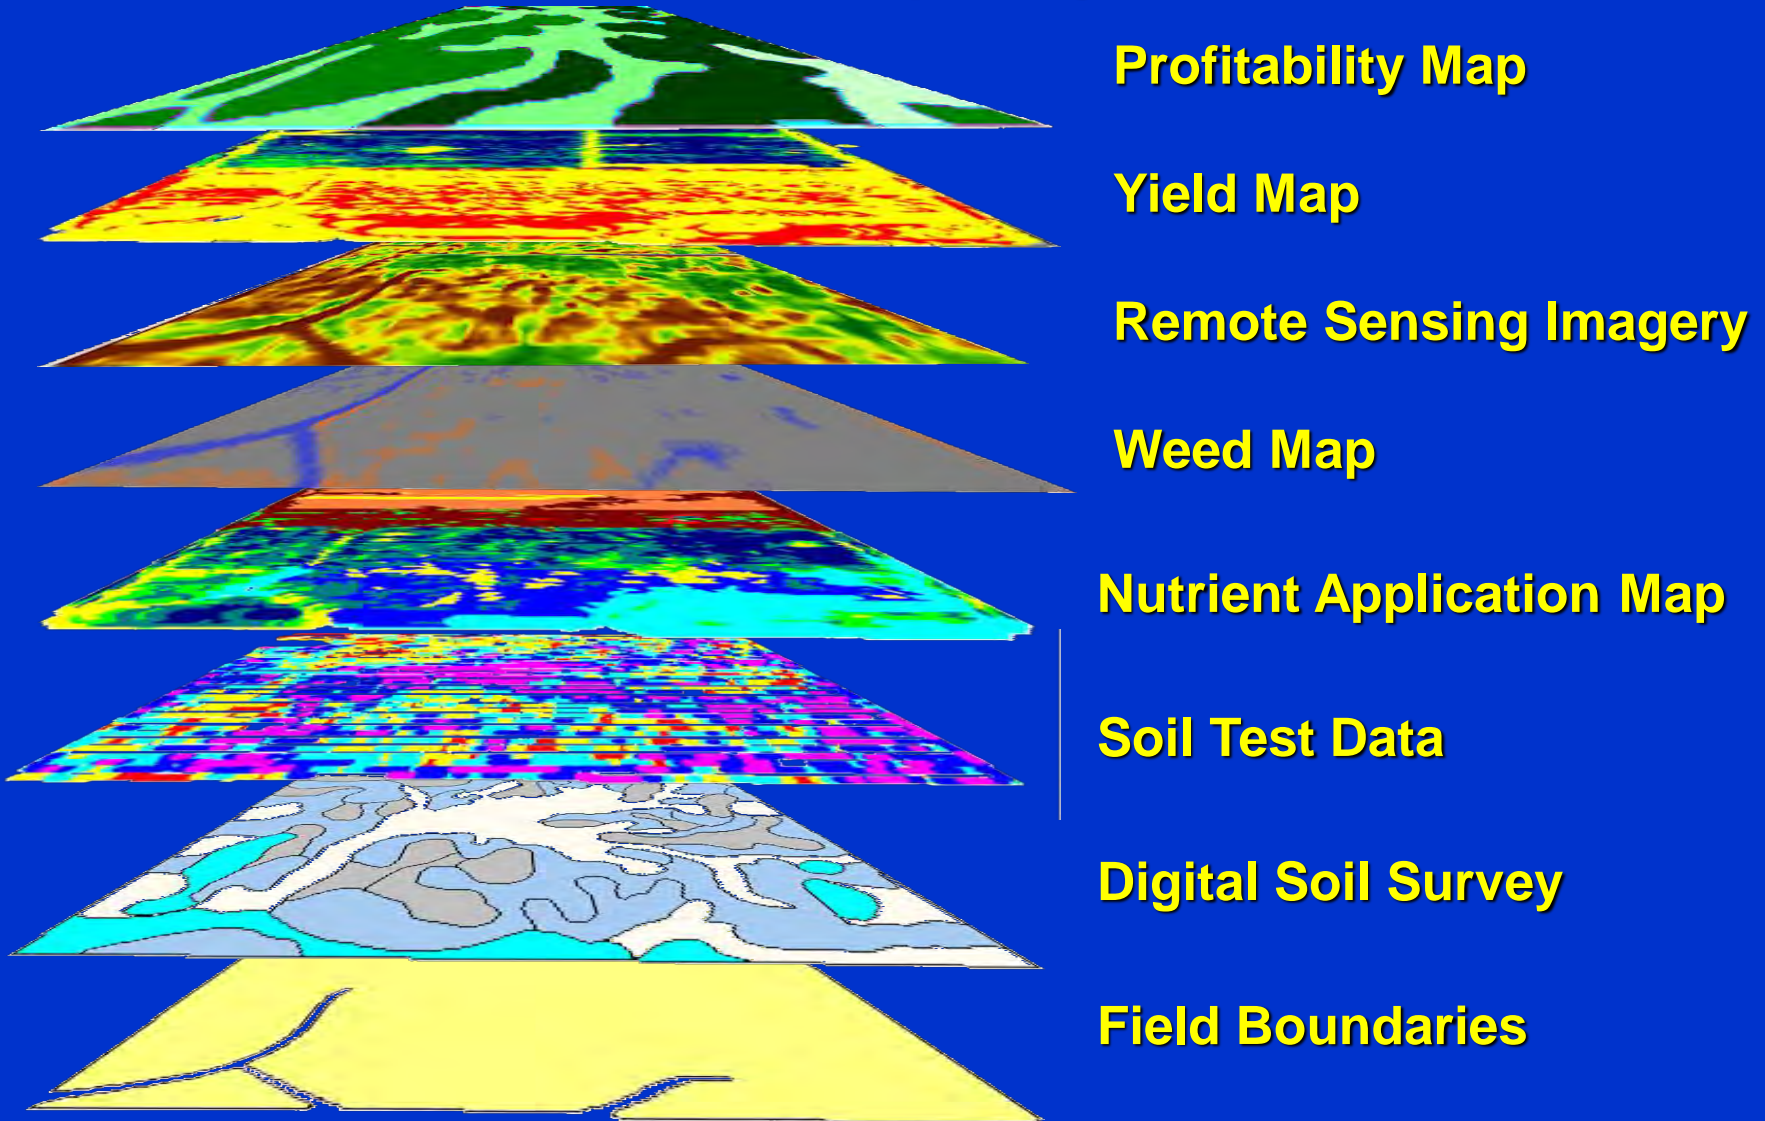 Profitability Map
Yield Map
Remote Sensing Imagery
Weed Map
Nutrient Application Map
Soil Test Data
Digital Soil Survey
Field Boundaries